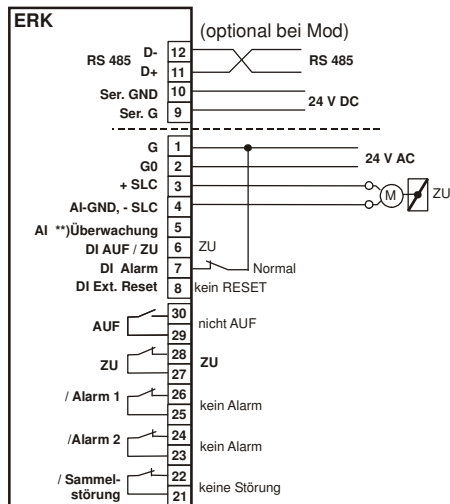 ERK
(optional bei Mod)
RS 485 D- 12 RS 485
D+ 11
Ser. GND 10 24 V DC
Ser. G 9
G 1 24 V AC
G0 2
+ SLC 3 M ZU
AI-GND, - SLC 4
AI **)Überwachung 5
DI AUF / ZU 6 ZU
DI Alarm 7 Normal
DI Ext. Reset 8 kein RESET
AUF 30 nicht AUF
29
ZU 28 ZU
27
/ Alarm 1 26 kein Alarm
25
/Alarm 2 24 kein Alarm
23
/ Sammel- 22 keine Störung
störung 21